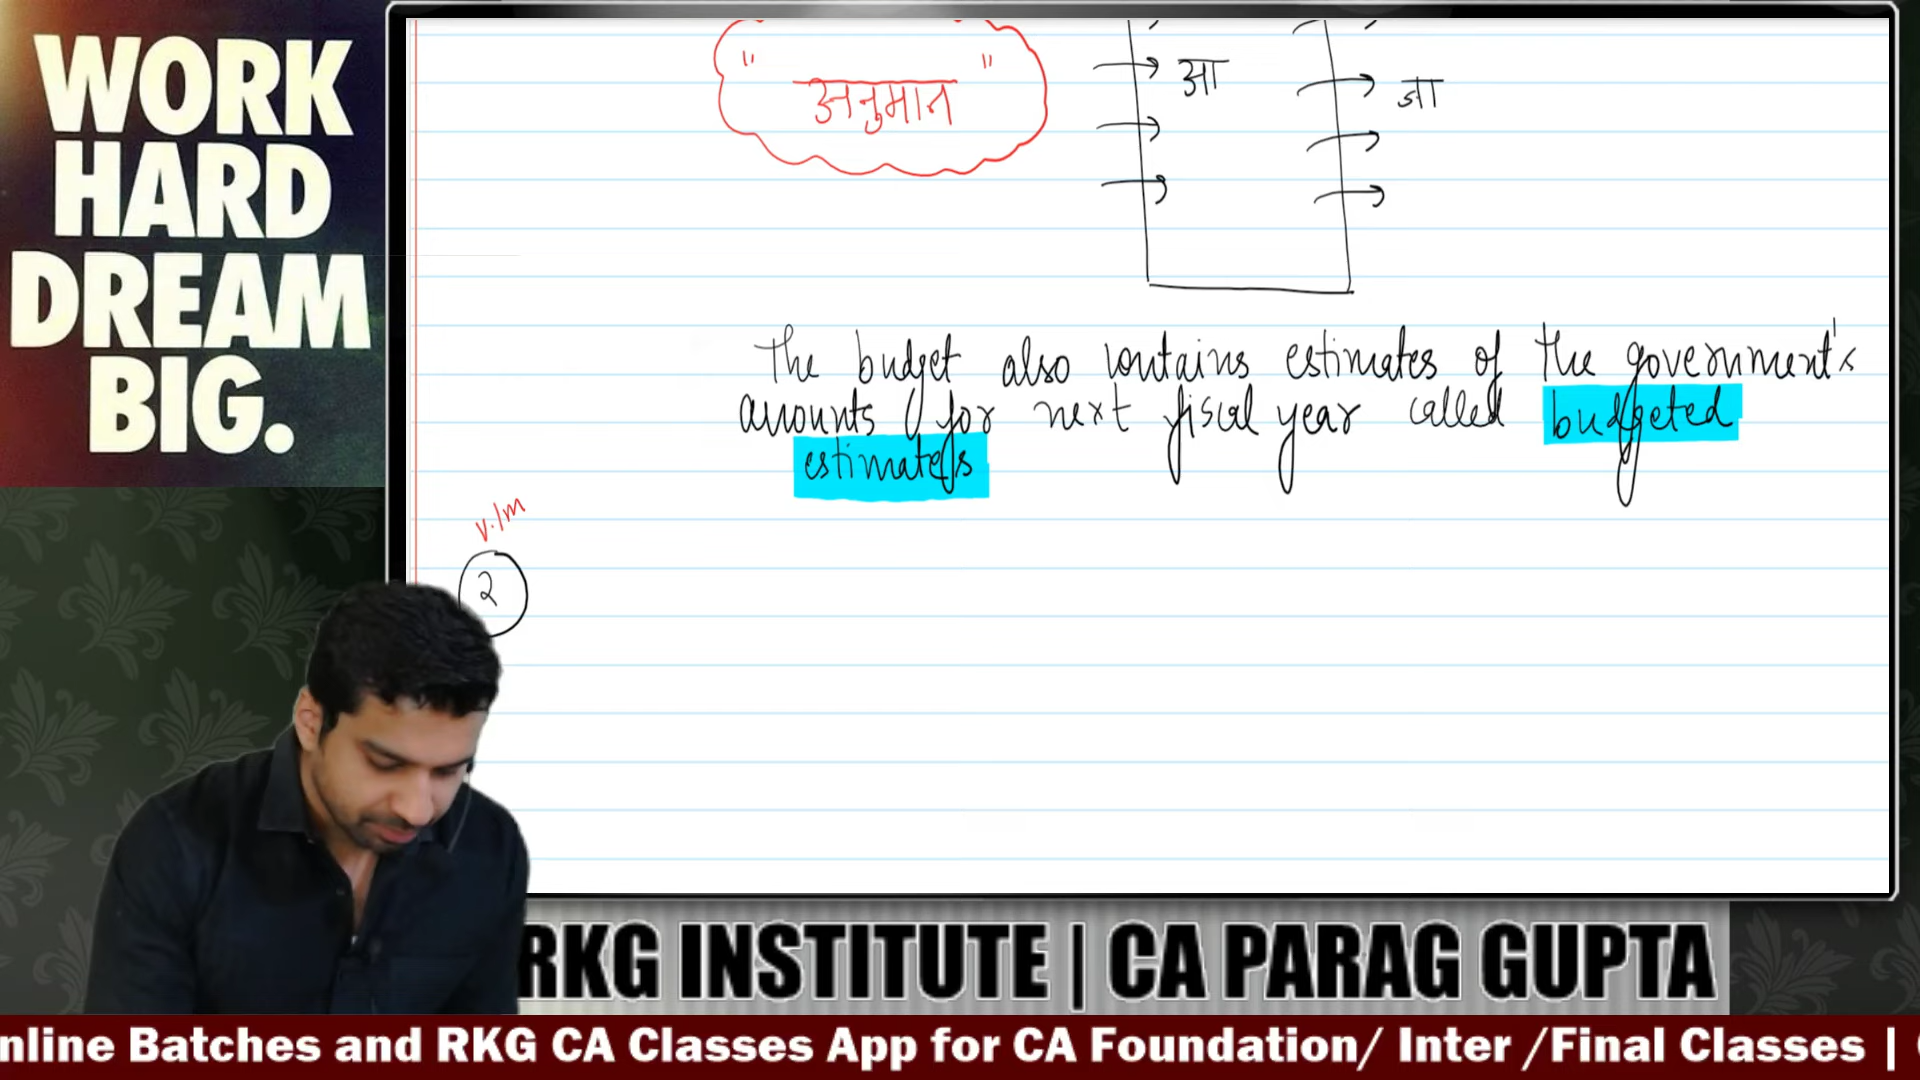 WORK
HARD
DREAM
BIG.
" अनुमान "
आ
जा
The budget also contains estimates of the government's
amounts for next fiscal year called budgeted
estimates
v.Im
2
RKG INSTITUTE | CA PARAG GUPTA
nline Batches and RKG CA Classes App for CA Foundation/ Inter /Final Classes |